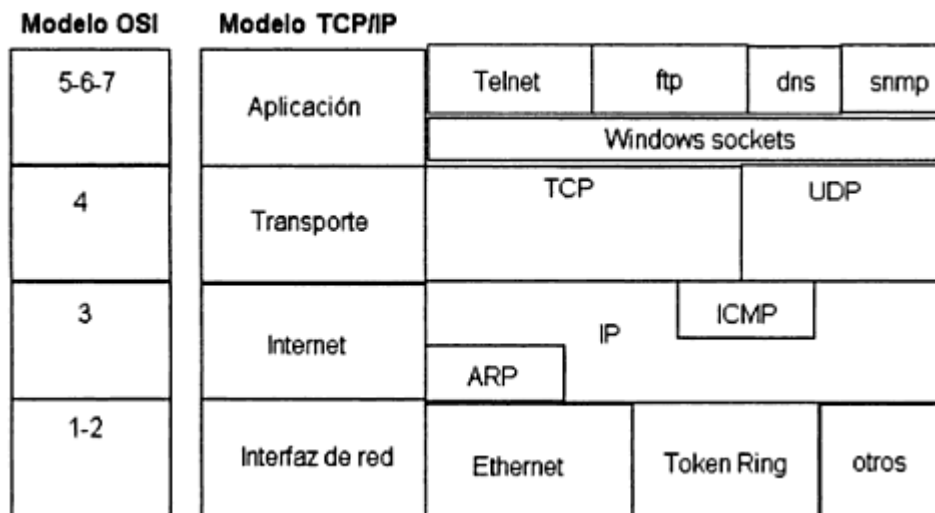 Modelo OSI Modelo TCP/IP
5-6-7
Aplicación
Telnet ftp dns snmp
Windows sockets
4
Transporte
TCP UDP
3
Internet
IP
ICMP
ARP
1-2
Interfaz de red
Ethernet Token Ring otros